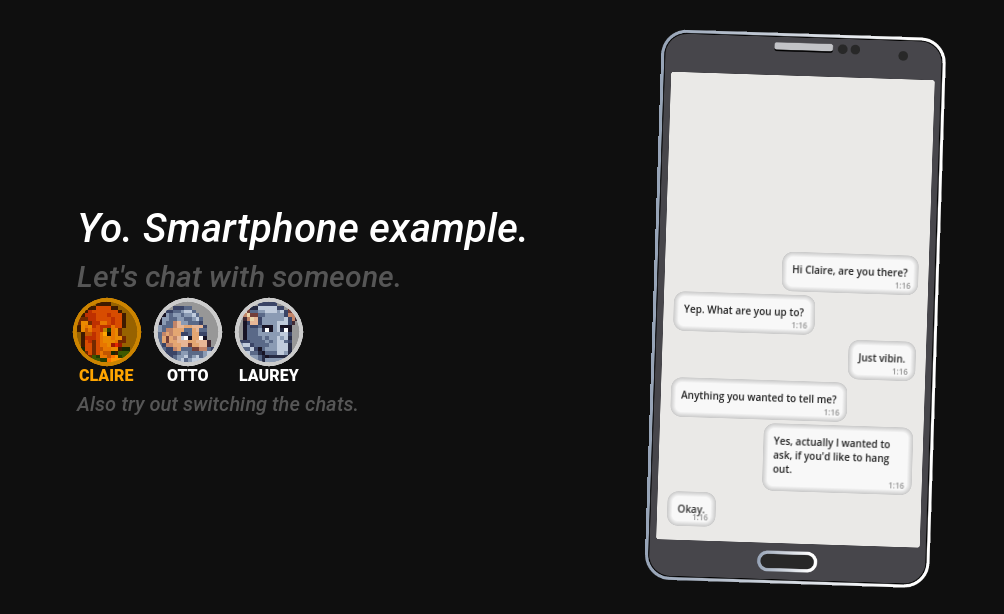 Yo. Smartphone example.
Let's chat with someone.
CLAIRE OTTO LAUREY
Also try out switching the chats.
Hi Claire, are you there?
1:16
Yep. What are you up to?
1:16
Just vibin.
1:16
Anything you wanted to tell me?
1:16
Yes, actually I wanted to
ask, if you'd like to hang
out.
1:16
Okay.
1:16